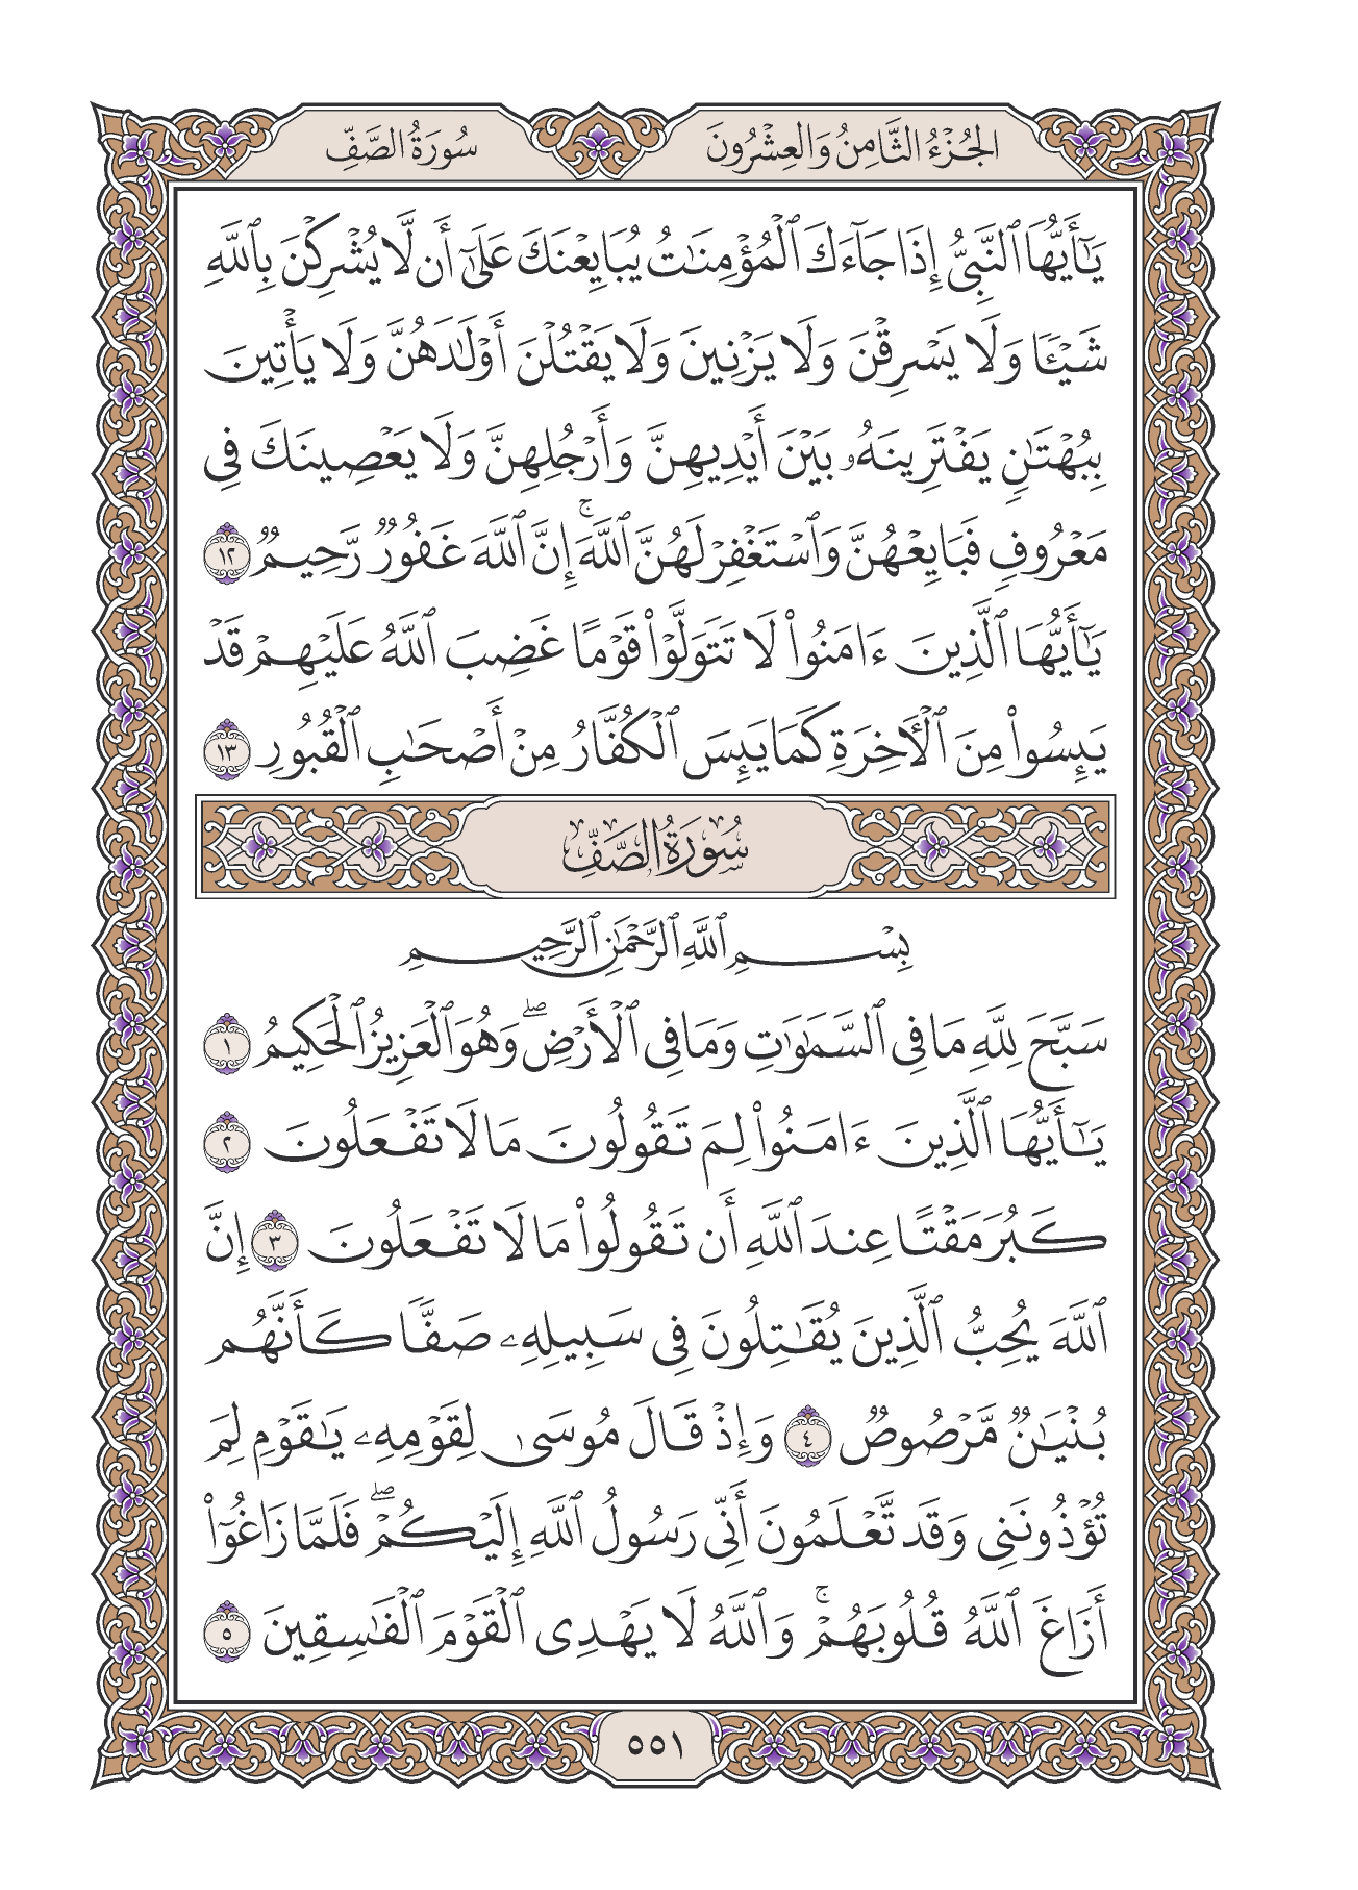 الجُزْءُ الثَّامِنُ وَالعِشْرُونَ
سُورَةُ الصَّفِّ
يَـٰٓأَيُّهَا ٱلنَّبِىُّ إِذَا جَآءَكَ ٱلْمُؤْمِنَـٰتُ يُبَايِعْنَكَ عَلَىٰٓ أَن لَّا يُشْرِكْنَ بِٱللَّهِ
شَيْـًٔا وَلَا يَسْرِقْنَ وَلَا يَزْنِينَ وَلَا يَقْتُلْنَ أَوْلَـٰدَهُنَّ وَلَا يَأْتِينَ
بِبُهْتَـٰنٍ يَفْتَرِينَهُۥ بَيْنَ أَيْدِيهِنَّ وَأَرْجُلِهِنَّ وَلَا يَعْصِينَكَ فِى
مَعْرُوفٍ فَبَايِعْهُنَّ وَٱسْتَغْفِرْ لَهُنَّ ٱللَّهَ ۚ إِنَّ ٱللَّهَ غَفُورٌ رَّحِيمٌ ١٢
يَـٰٓأَيُّهَا ٱلَّذِينَ ءَامَنُوا۟ لَا تَتَوَلَّوْا۟ قَوْمًا غَضِبَ ٱللَّهُ عَلَيْهِمْ قَدْ
يَئِسُوا۟ مِنَ ٱلْـَٔاخِرَةِ كَمَا يَئِسَ ٱلْكُفَّارُ مِنْ أَصْحَـٰبِ ٱلْقُبُورِ ١٣
سُورَةُ الصَّفِّ
بِسْمِ ٱللَّهِ ٱلرَّحْمَـٰنِ ٱلرَّحِيمِ
سَبَّحَ لِلَّهِ مَا فِى ٱلسَّمَـٰوَٰتِ وَمَا فِى ٱلْأَرْضِ ۖ وَهُوَ ٱلْعَزِيزُ ٱلْحَكِيمُ ١
يَـٰٓأَيُّهَا ٱلَّذِينَ ءَامَنُوا۟ لِمَ تَقُولُونَ مَا لَا تَفْعَلُونَ ٢
كَبُرَ مَقْتًا عِندَ ٱللَّهِ أَن تَقُولُوا۟ مَا لَا تَفْعَلُونَ ٣ إِنَّ
ٱللَّهَ يُحِبُّ ٱلَّذِينَ يُقَـٰتِلُونَ فِى سَبِيلِهِۦ صَفًّا كَأَنَّهُم
بُنْيَـٰنٌ مَّرْصُوصٌ ٤ وَإِذْ قَالَ مُوسَىٰ لِقَوْمِهِۦ يَـٰقَوْمِ لِمَ
تُؤْذُونَنِى وَقَد تَّعْلَمُونَ أَنِّى رَسُولُ ٱللَّهِ إِلَيْكُمْ ۖ فَلَمَّا زَاغُوٓا۟
أَزَاغَ ٱللَّهُ قُلُوبَهُمْ ۚ وَٱللَّهُ لَا يَهْدِى ٱلْقَوْمَ ٱلْفَـٰسِقِينَ ٥
٥٥١